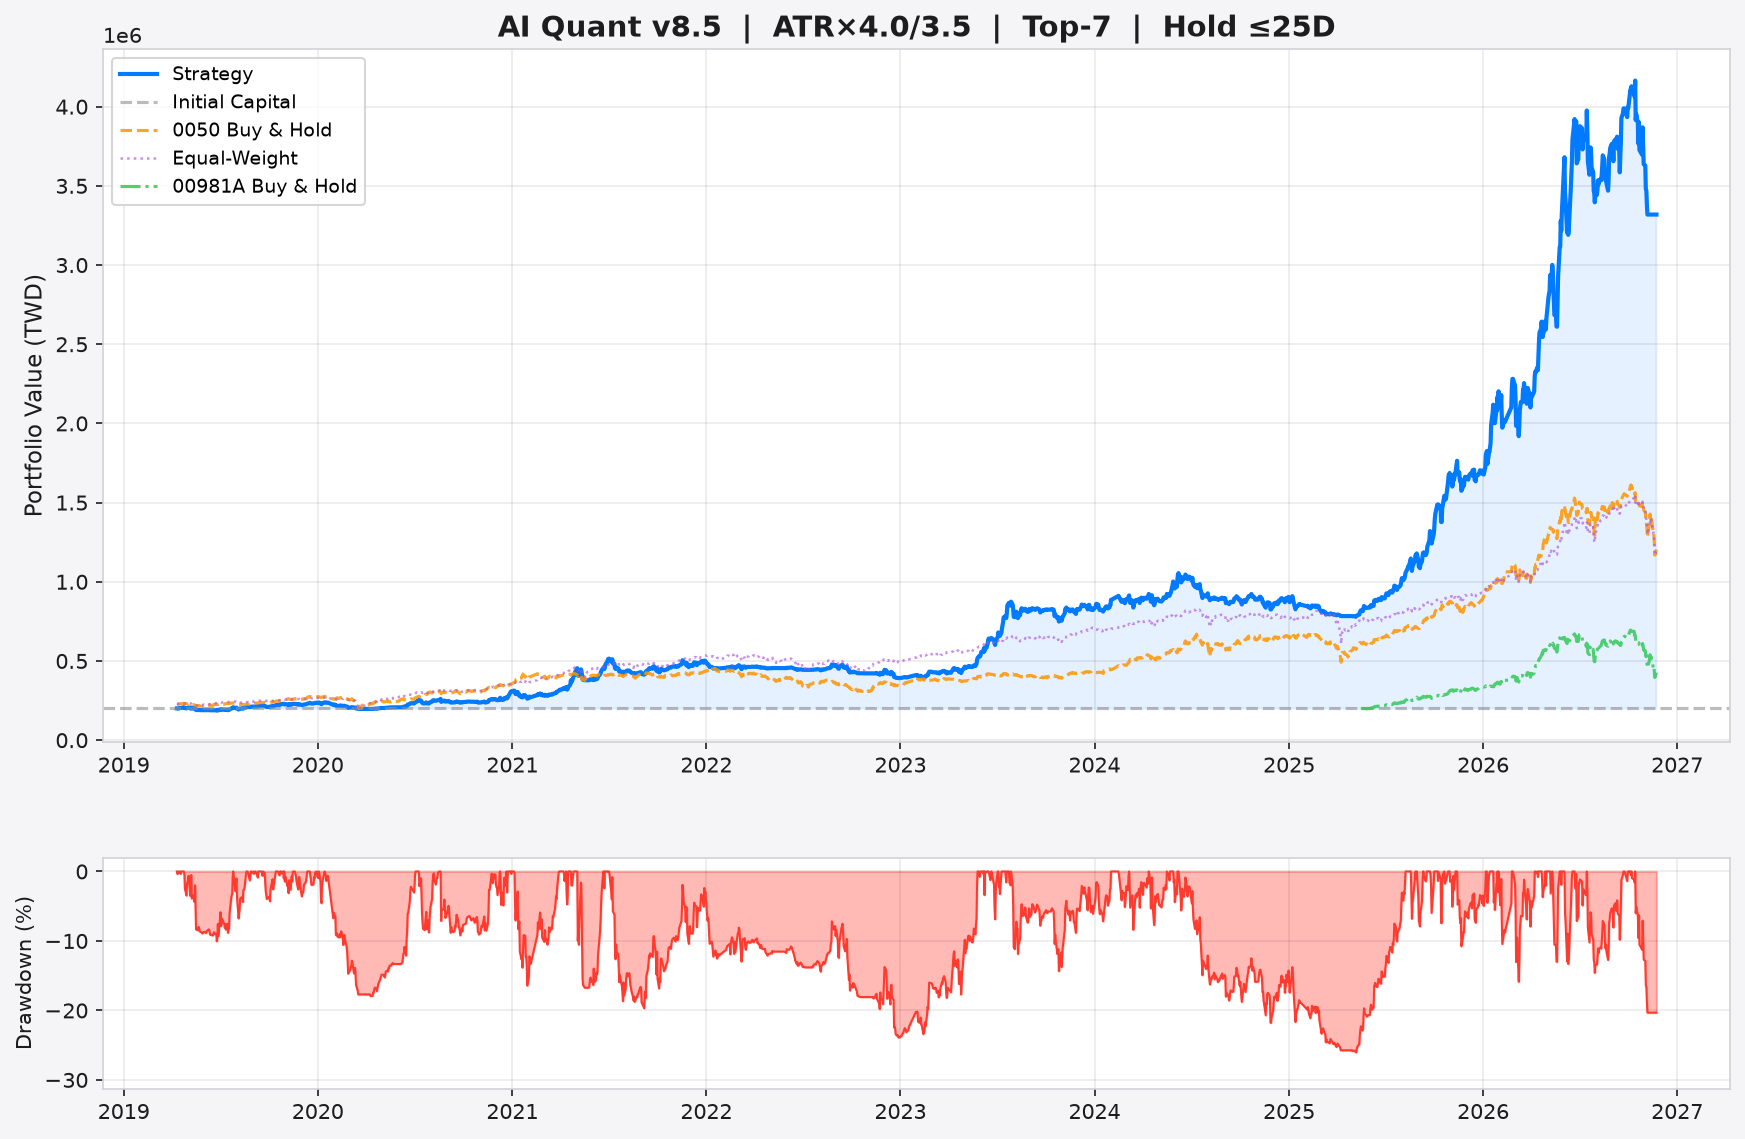 AI Quant v8.5 | ATR×4.0/3.5 | Top-7 | Hold ≤25D
1e6
Strategy
Initial Capital
0050 Buy & Hold
Equal-Weight
00981A Buy & Hold
Portfolio Value (TWD)
4.0
3.5
3.0
2.5
2.0
1.5
1.0
0.5
0.0
2019 2020 2021 2022 2023 2024 2025 2026 2027
Drawdown (%)
0
−10
−20
−30
2019 2020 2021 2022 2023 2024 2025 2026 2027